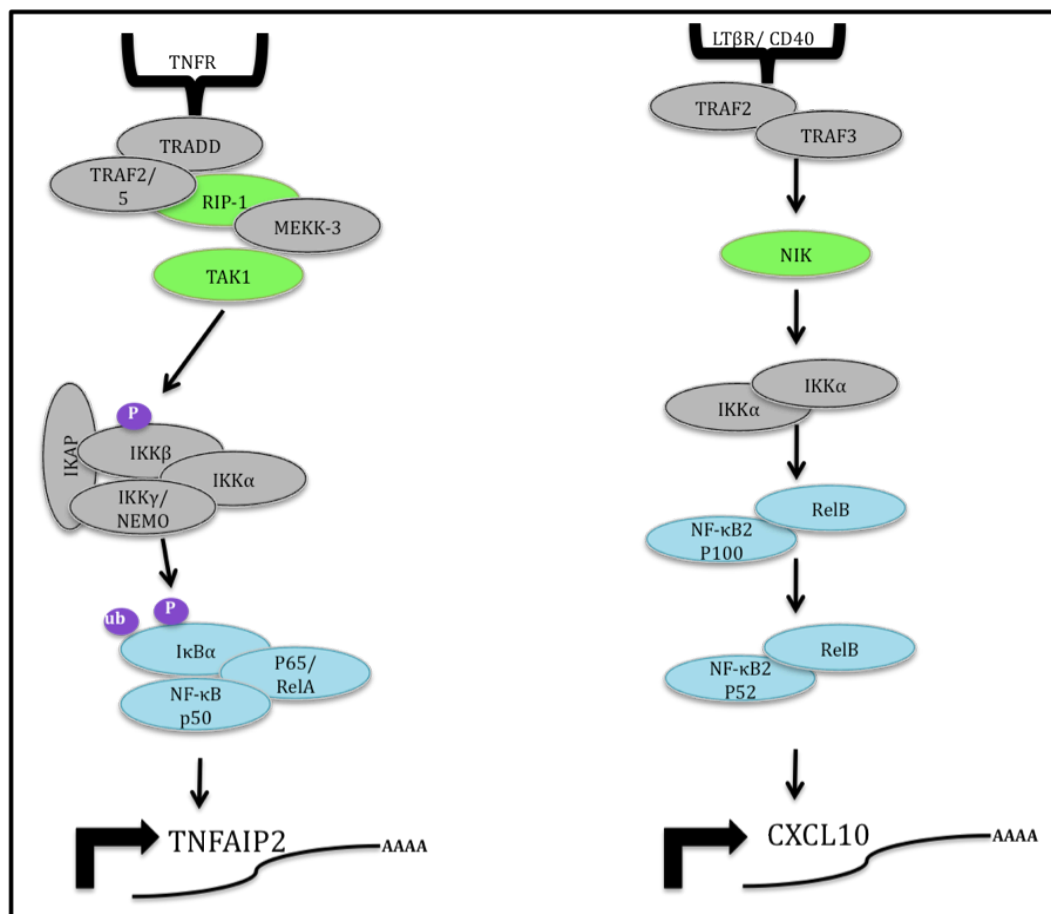 TNFR
TRADD
TRAF2/
5
RIP-1
MEKK-3
TAK1
P
IKAP
IKKβ
IKKα
IKKγ/
NEMO
ub
P
IκBα
P65/
RelA
NF-κB
p50
TNFAIP2
AAAA
LTβR/ CD40
TRAF2
TRAF3
NIK
IKKα
IKKα
RelB
NF-κB2
P100
RelB
NF-κB2
P52
CXCL10
AAAA